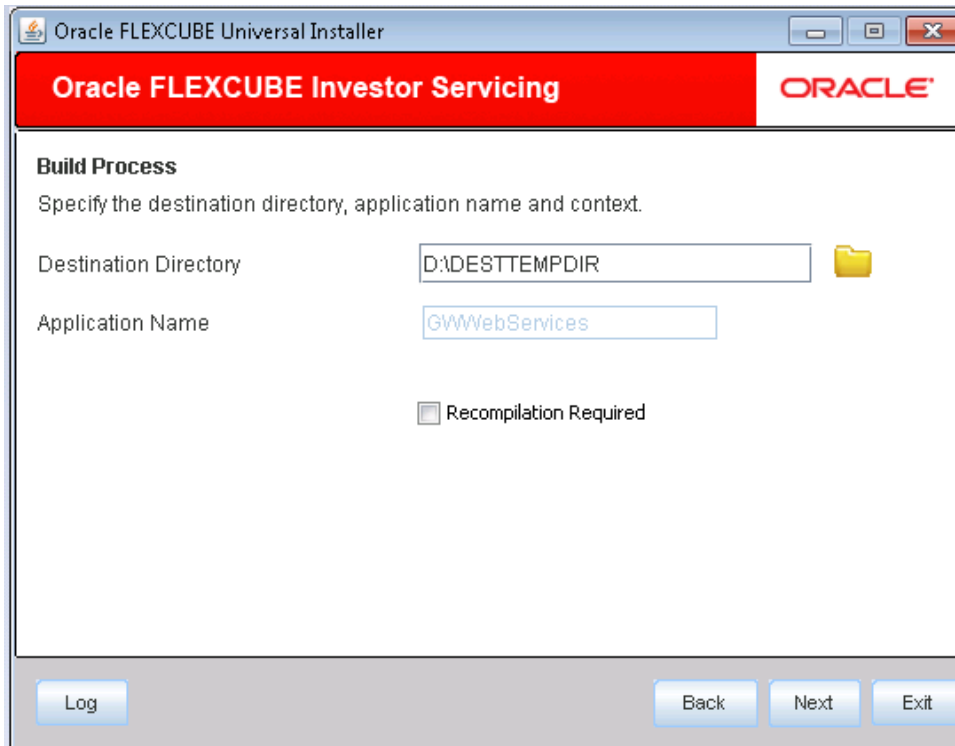 Oracle FLEXCUBE Universal Installer
Oracle FLEXCUBE Investor Servicing
ORACLE
Build Process
Specify the destination directory, application name and context.
Destination Directory D:\DESTTEMPDIR
Application Name GWWebServices
Recompilation Required
Log Back Next Exit